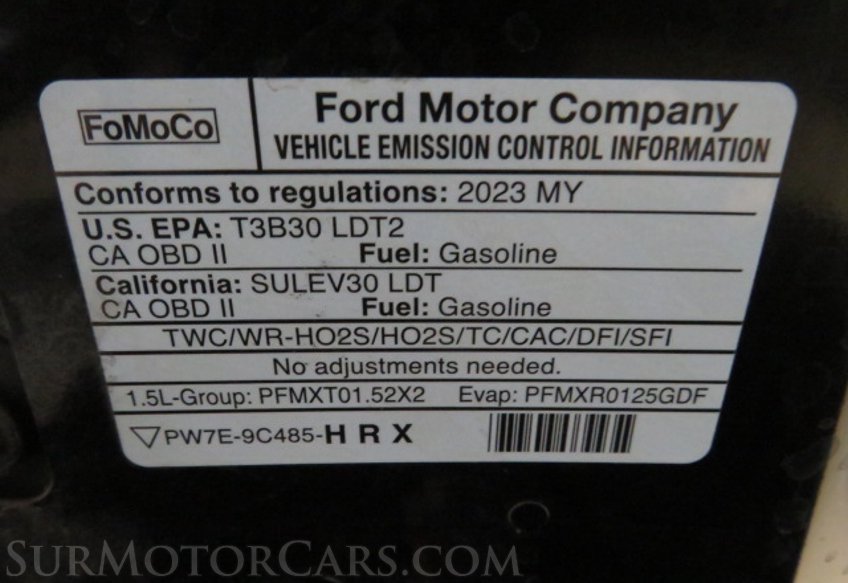 FoMoCo
Ford Motor Company
VEHICLE EMISSION CONTROL INFORMATION
Conforms to regulations: 2023 MY
U.S. EPA: T3B30 LDT2
CA OBD II Fuel: Gasoline
California: SULEV30 LDT
CA OBD II Fuel: Gasoline
TWC/WR-HO2S/HO2S/TC/CAC/DFI/SFI
No adjustments needed.
1.5L-Group: PFMXT01.52X2 Evap: PFMXR0125GDF
PW7E-9C485-H R X
SurMotorCars.com